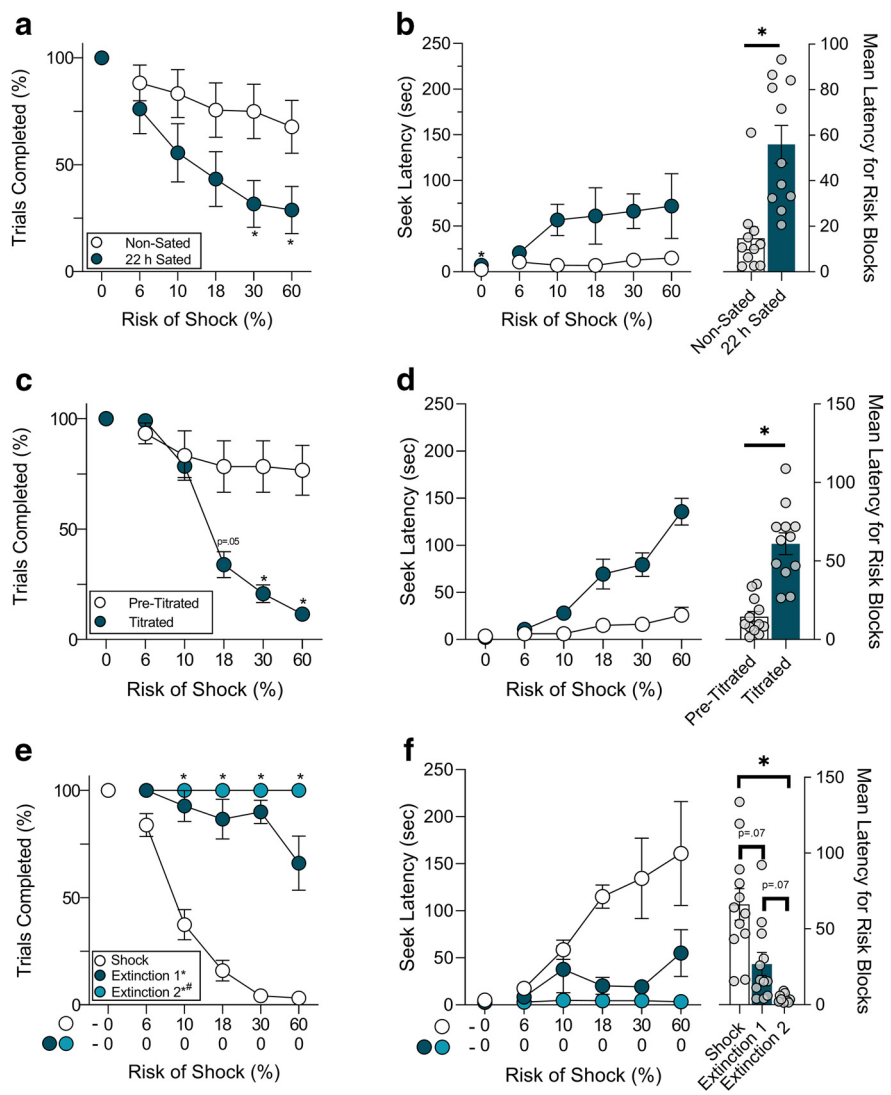 a
Trials Completed (%)
100
50
0
Non-Sated
22 h Sated
*
*
0 6 10 18 30 60
Risk of Shock (%)
b
Seek Latency (sec)
250
200
150
100
50
0
*
0 6 10 18 30 60
Risk of Shock (%)
*
100
80
60
40
20
0
Mean Latency for Risk Blocks
Non-Sated
22 h Sated
c
Trials Completed (%)
100
50
0
p=.05
*
*
Pre-Titrated
Titrated
0 6 10 18 30 60
Risk of Shock (%)
d
Seek Latency (sec)
250
200
150
100
50
0
0 6 10 18 30 60
Risk of Shock (%)
*
150
100
50
0
Mean Latency for Risk Blocks
Pre-Titrated
Titrated
e
Trials Completed (%)
100
50
0
* * * *
Shock
Extinction 1*
Extinction 2*#
- 0 6 10 18 30 60
- 0 0 0 0 0 0
Risk of Shock (%)
f
Seek Latency (sec)
250
200
150
100
50
0
- 0 6 10 18 30 60
- 0 0 0 0 0 0
Risk of Shock (%)
*
p=.07
p=.07
150
100
50
0
Mean Latency for Risk Blocks
Shock
Extinction 1
Extinction 2